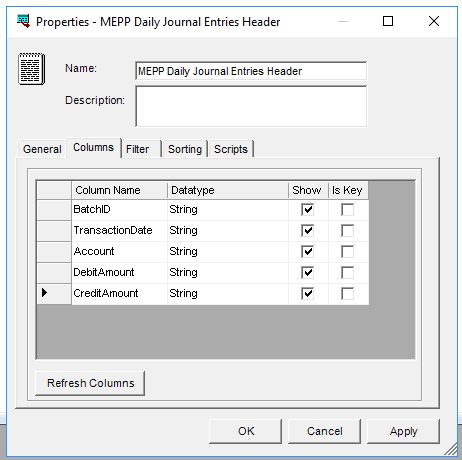 Properties - MEPP Daily Journal Entries Header
Name: MEPP Daily Journal Entries Header
Description:
General Columns Filter Sorting Scripts
Column Name Datatype Show Is Key
BatchID String
TransactionDate String
Account String
DebitAmount String
CreditAmount String
Refresh Columns
OK Cancel Apply